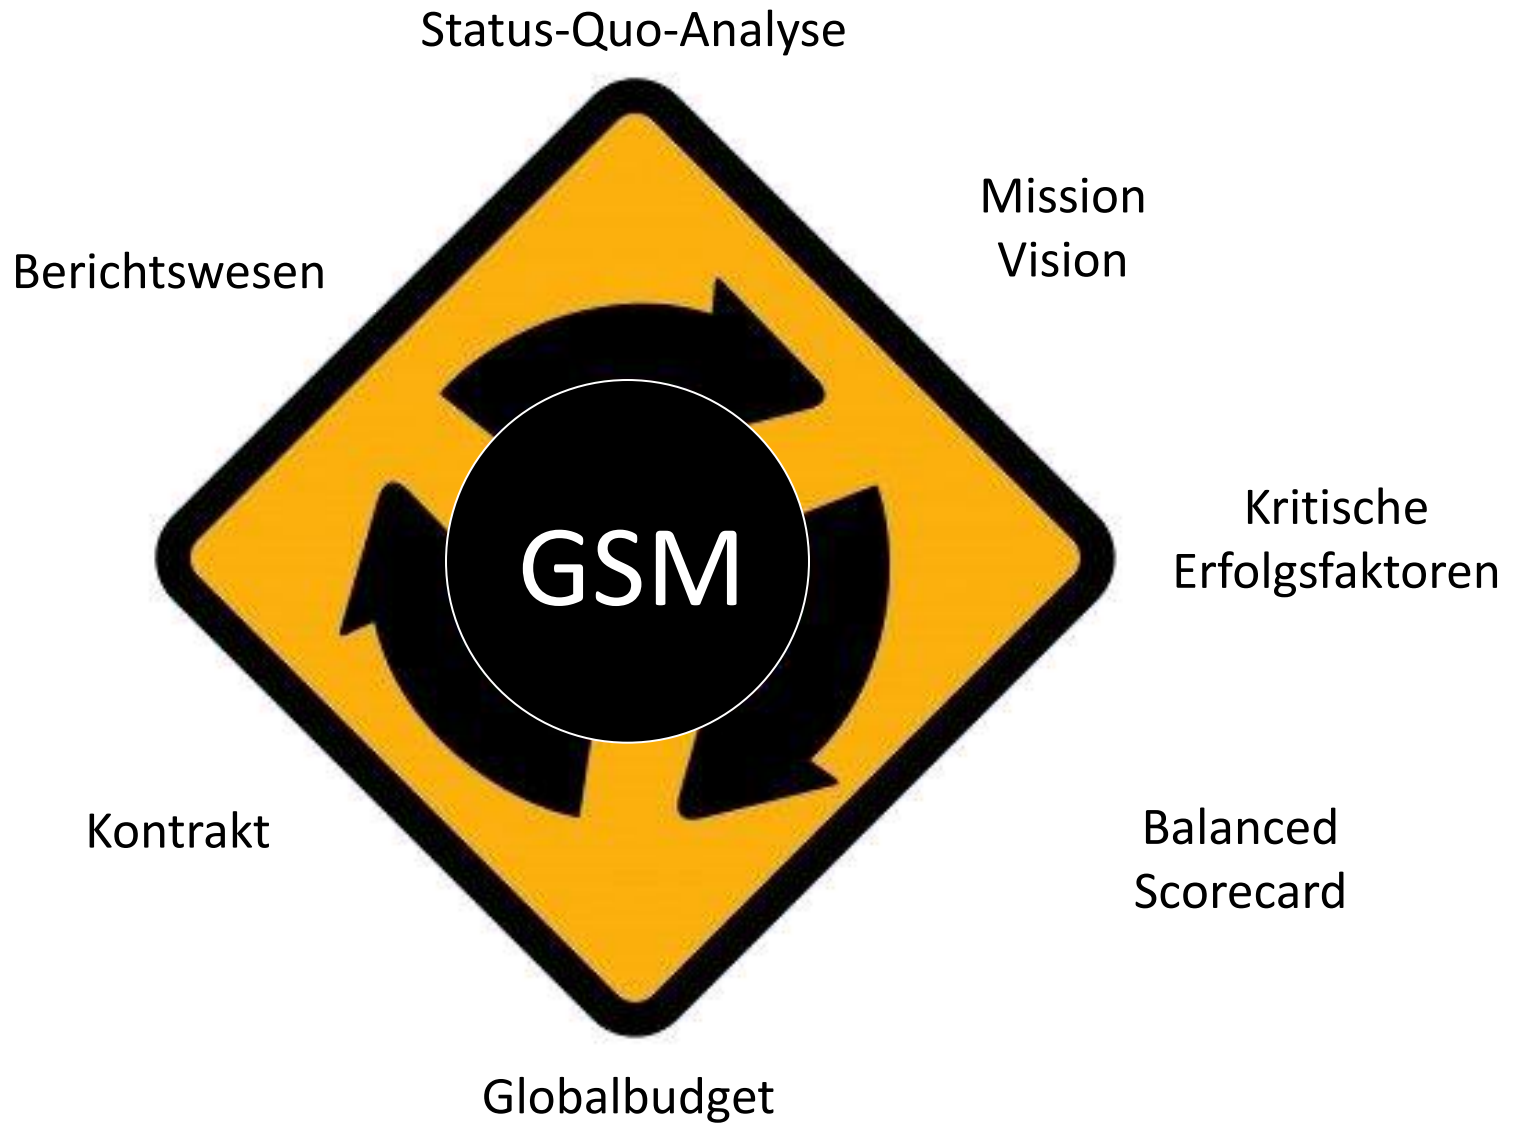 Status-Quo-Analyse
Mission
Vision
Berichtswesen
Kritische
Erfolgsfaktoren
GSM
Kontrakt
Balanced
Scorecard
Globalbudget